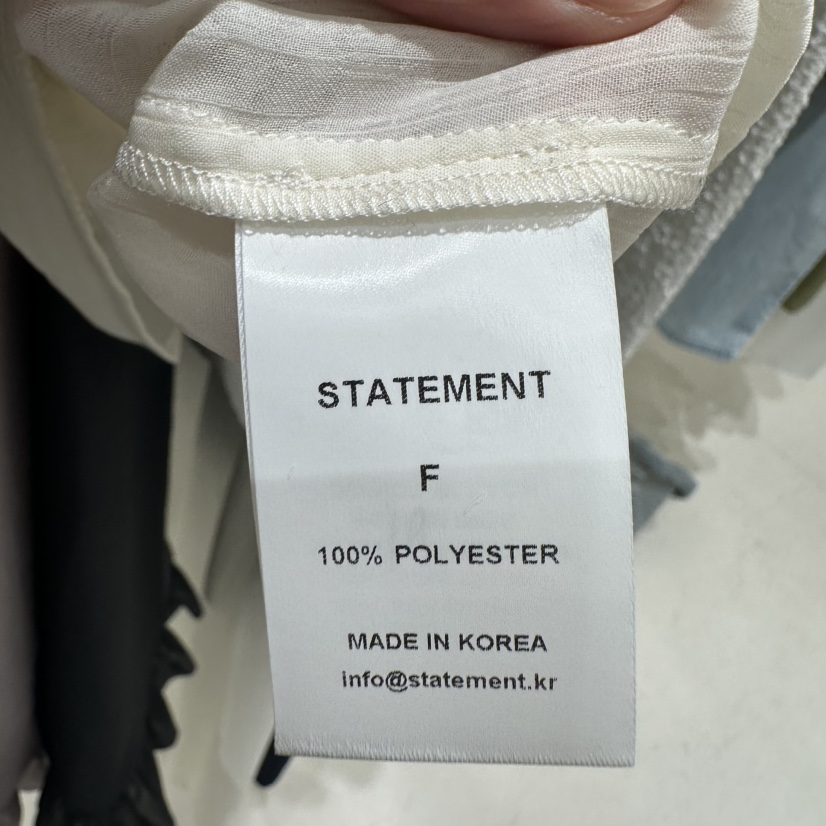 STATEMENT
F
100% POLYESTER
MADE IN KOREA
info@statement.kr